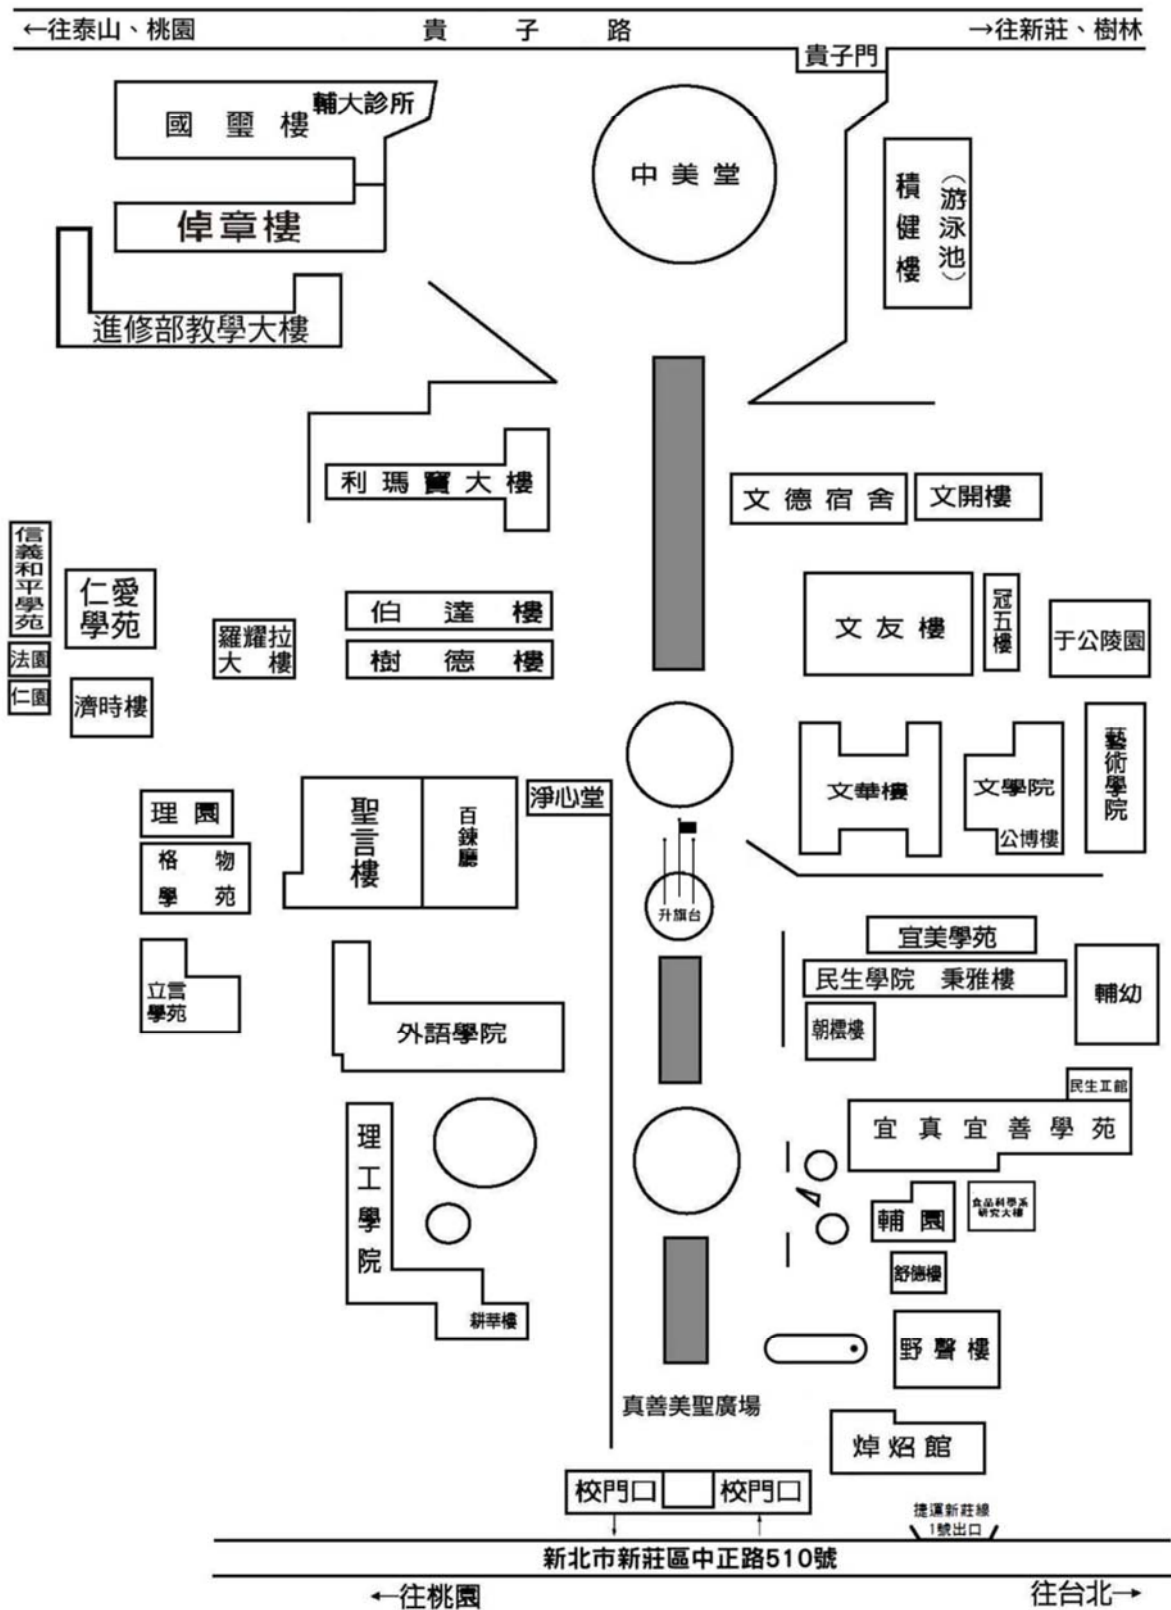 ←往泰山、桃園
貴子路
→往新莊、樹林
貴子門
國璽樓
輔大診所
中美堂
積健樓
（游泳池）
倬章樓
進修部教學大樓
利瑪竇大樓
文德宿舍
文開樓
信義和平學苑
仁愛
學苑
羅耀拉
大樓
伯達樓
樹德樓
文友樓
冠五樓
于公陵園
法園
仁園
濟時樓
文華樓
文學院
公博樓
藝術學院
理園
格物
學苑
聖言樓
百鍊廳
淨心堂
升旗台
宜美學苑
民生學院 秉雅樓
輔幼
朝橒樓
立言
學苑
外語學院
民生Ⅱ館
宜真宜善學苑
理工學院
輔園
食品科學系
研究大樓
舒德樓
耕莘樓
野聲樓
真善美聖廣場
焯炤館
校門口
校門口
捷運新莊線
1號出口
新北市新莊區中正路510號
←往桃園
往台北→